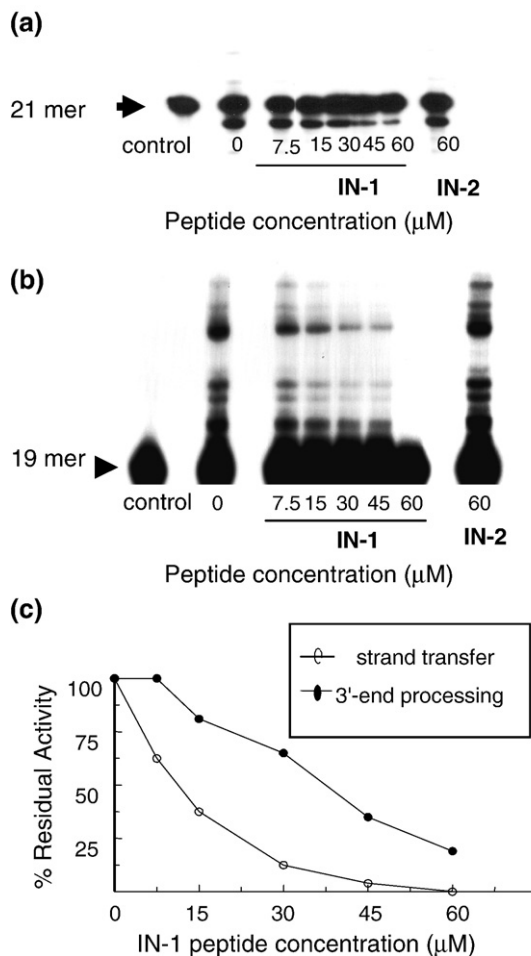 (a)
21 mer
control 0 7.5 15 30 45 60 60
IN-1 IN-2
Peptide concentration (μM)
(b)
19 mer
control 0 7.5 15 30 45 60 60
IN-1 IN-2
Peptide concentration (μM)
(c)
strand transfer
3'-end processing
100
75
50
25
% Residual Activity
0 15 30 45 60
IN-1 peptide concentration (μM)